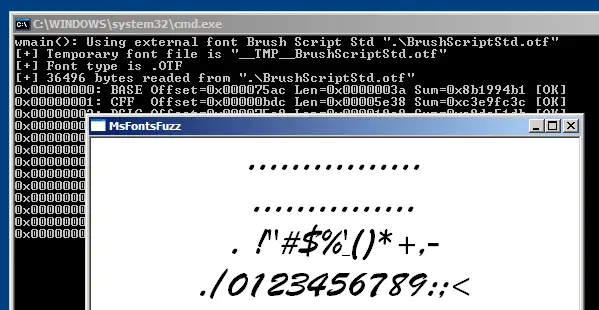 C:\WINDOWS\system32\cmd.exe
wmain(): Using external font Brush Script Std ".\BrushScriptStd.otf"
[+] Temporary font file is "__TMP__BrushScriptStd.otf"
[+] Font type is .OTF
[+] 36496 bytes readed from ".\BrushScriptStd.otf"
0x00000000: BASE Offset=0x000075ac Len=0x0000003a Sum=0x8b1994b1 [OK]
0x00000001: CFF Offset=0x00000bdc Len=0x00005e38 Sum=0xc3e9fc3c [OK]
0x0000000
0x0000000
0x0000000
0x0000000
0x0000000
0x0000000
0x0000000
0x0000000
0x0000000
0x0000000
MsFontsFuzz
.................
................
. !"#$%'_()*+,-
./0123456789:;<